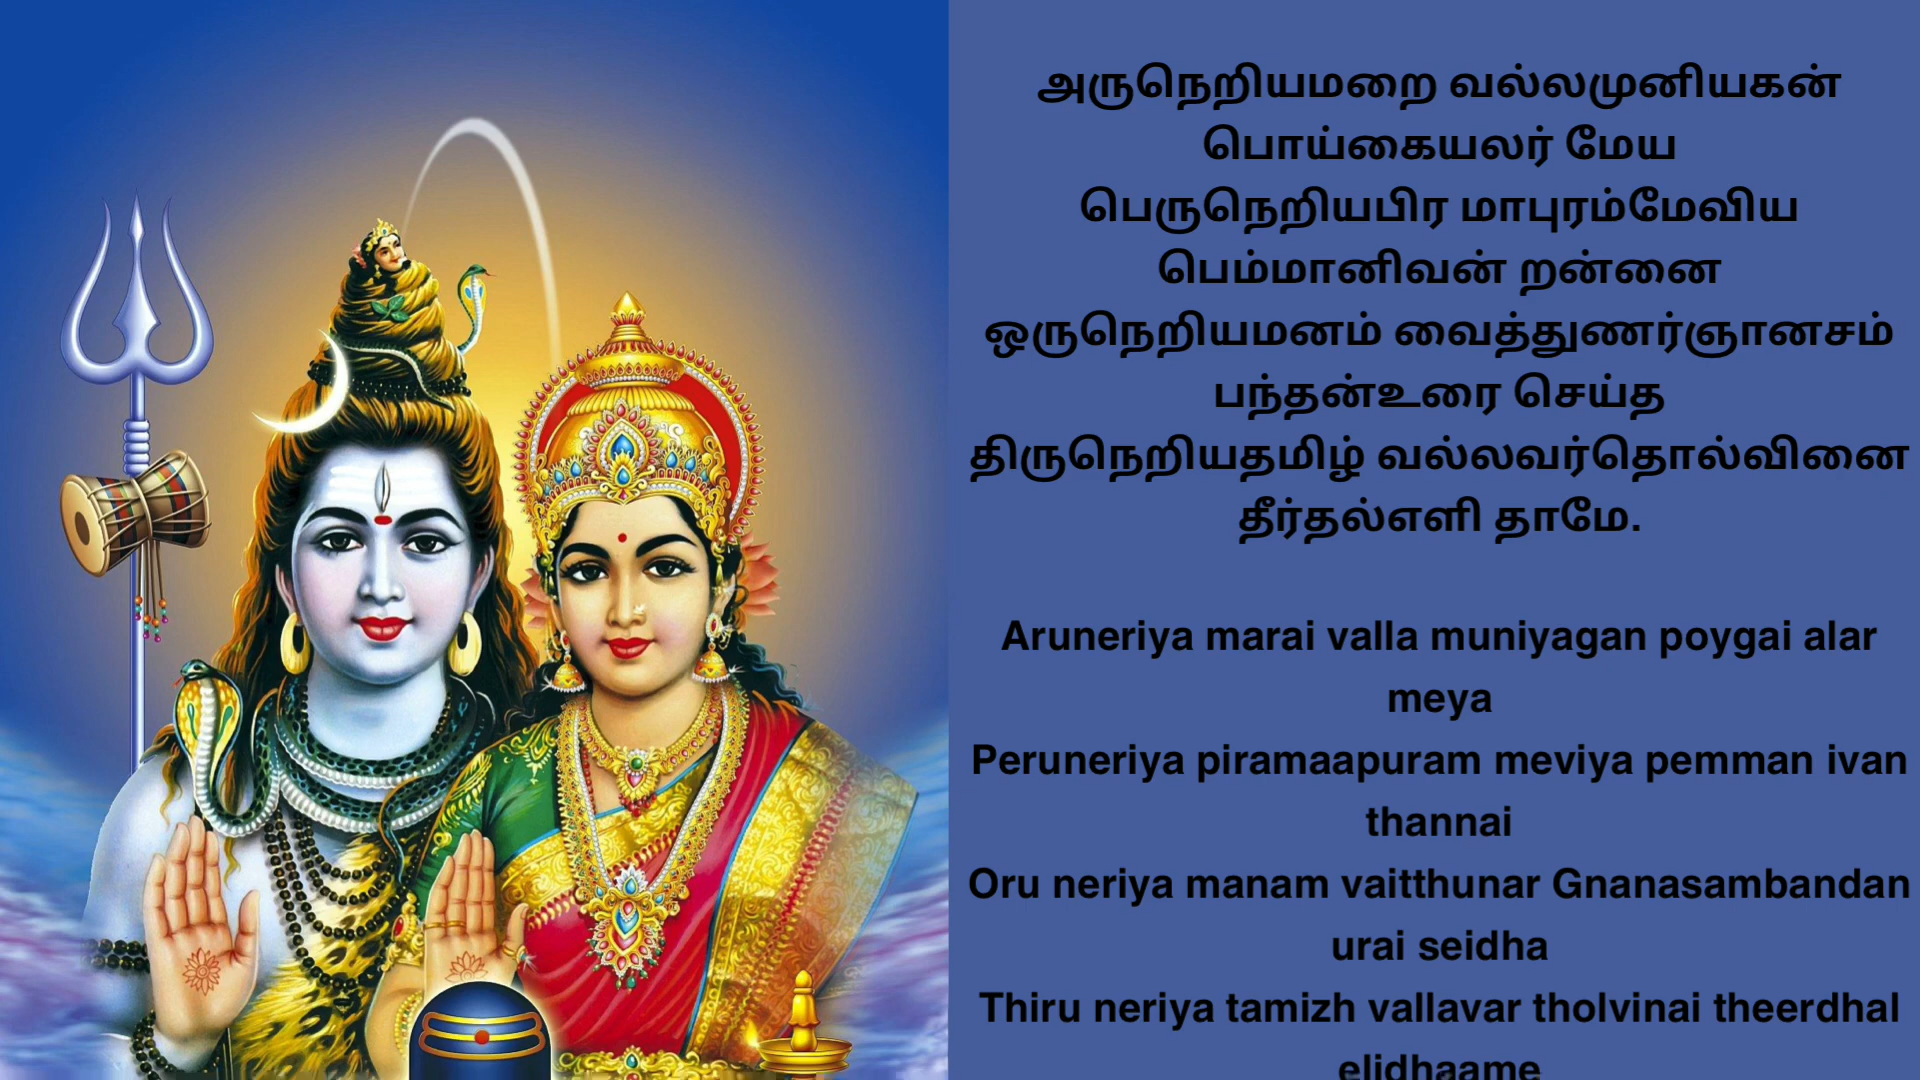 அருநெறியமறை வல்லமுனியகன்
பொய்கையலர் மேய
பெருநெறியபிர மாபுரம்மேவிய
பெம்மானிவன் றன்னை
ஒருநெறியமனம் வைத்துணர்ஞானசம்
பந்தன்உரை செய்த
திருநெறியதமிழ் வல்லவர்தொல்வினை
தீர்தல்எளி தாமே.
Aruneriya marai valla muniyagan poygai alar
meya
Peruneriya piramaapuram meviya pemman ivan
thannai
Oru neriya manam vaitthunar Gnanasambandan
urai seidha
Thiru neriya tamizh vallavar tholvinai theerdhal
elidhaame